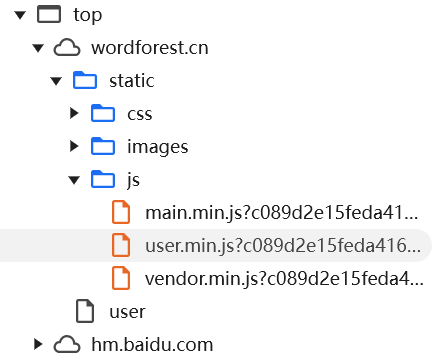 top
wordforest.cn
static
css
images
js
main.min.js?c089d2e15feda41...
user.min.js?c089d2e15feda416...
vendor.min.js?c089d2e15feda4...
user
hm.baidu.com